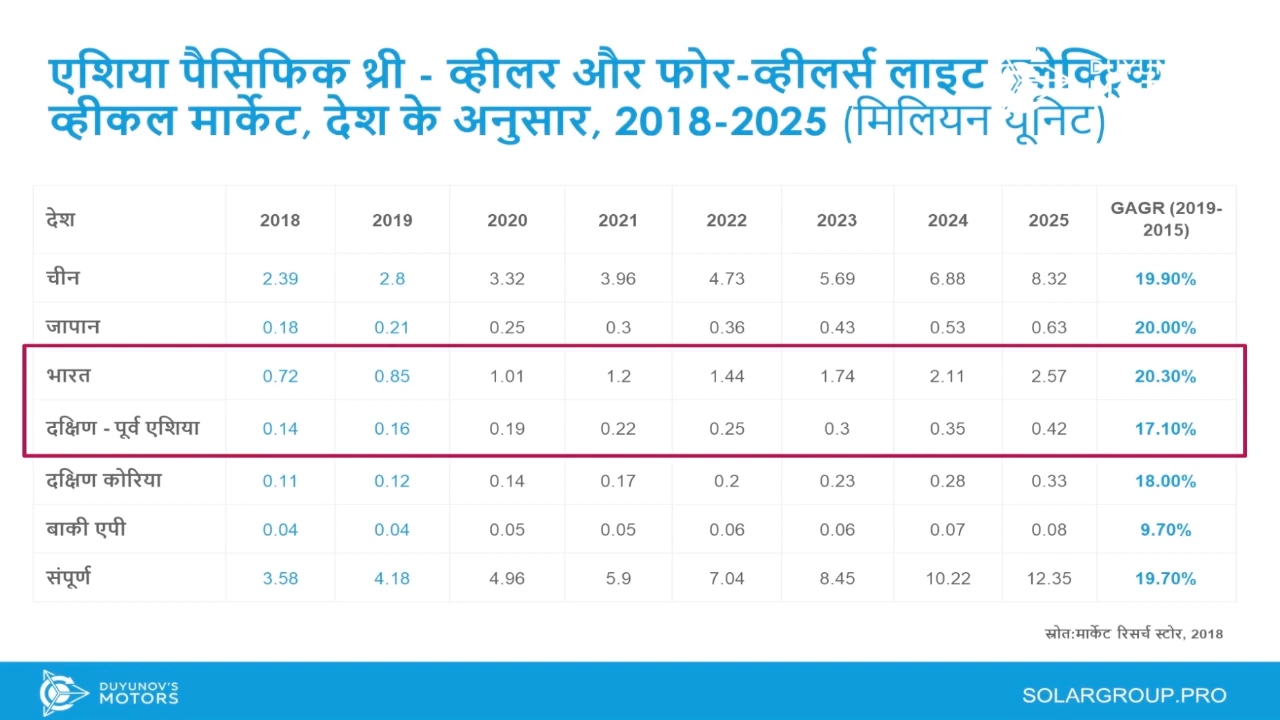 एशिया पैसिफिक थ्री - व्हीलर और फोर-व्हीलर्स लाइट
व्हीकल मार्केट, देश के अनुसार, 2018-2025 (मिलियन यूनिट)
देश 2018 2019 2020 2021 2022 2023 2024 2025 GAGR (2019-2015)
चीन 2.39 2.8 3.32 3.96 4.73 5.69 6.88 8.32 19.90%
जापान 0.18 0.21 0.25 0.3 0.36 0.43 0.53 0.63 20.00%
भारत 0.72 0.85 1.01 1.2 1.44 1.74 2.11 2.57 20.30%
दक्षिण - पूर्व एशिया 0.14 0.16 0.19 0.22 0.25 0.3 0.35 0.42 17.10%
दक्षिण कोरिया 0.11 0.12 0.14 0.17 0.2 0.23 0.28 0.33 18.00%
बाकी एपी 0.04 0.04 0.05 0.05 0.06 0.06 0.07 0.08 9.70%
संपूर्ण 3.58 4.18 4.96 5.9 7.04 8.45 10.22 12.35 19.70%
स्रोत:मार्केट रिसर्च स्टोर, 2018
DUYUNOV'S
MOTORS
SOLARGROUP.PRO